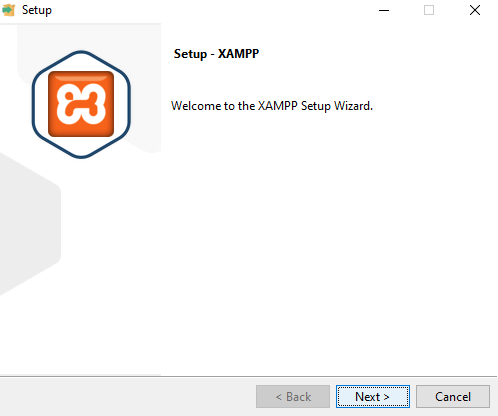 Setup
Setup - XAMPP
Welcome to the XAMPP Setup Wizard.
< Back
Next >
Cancel